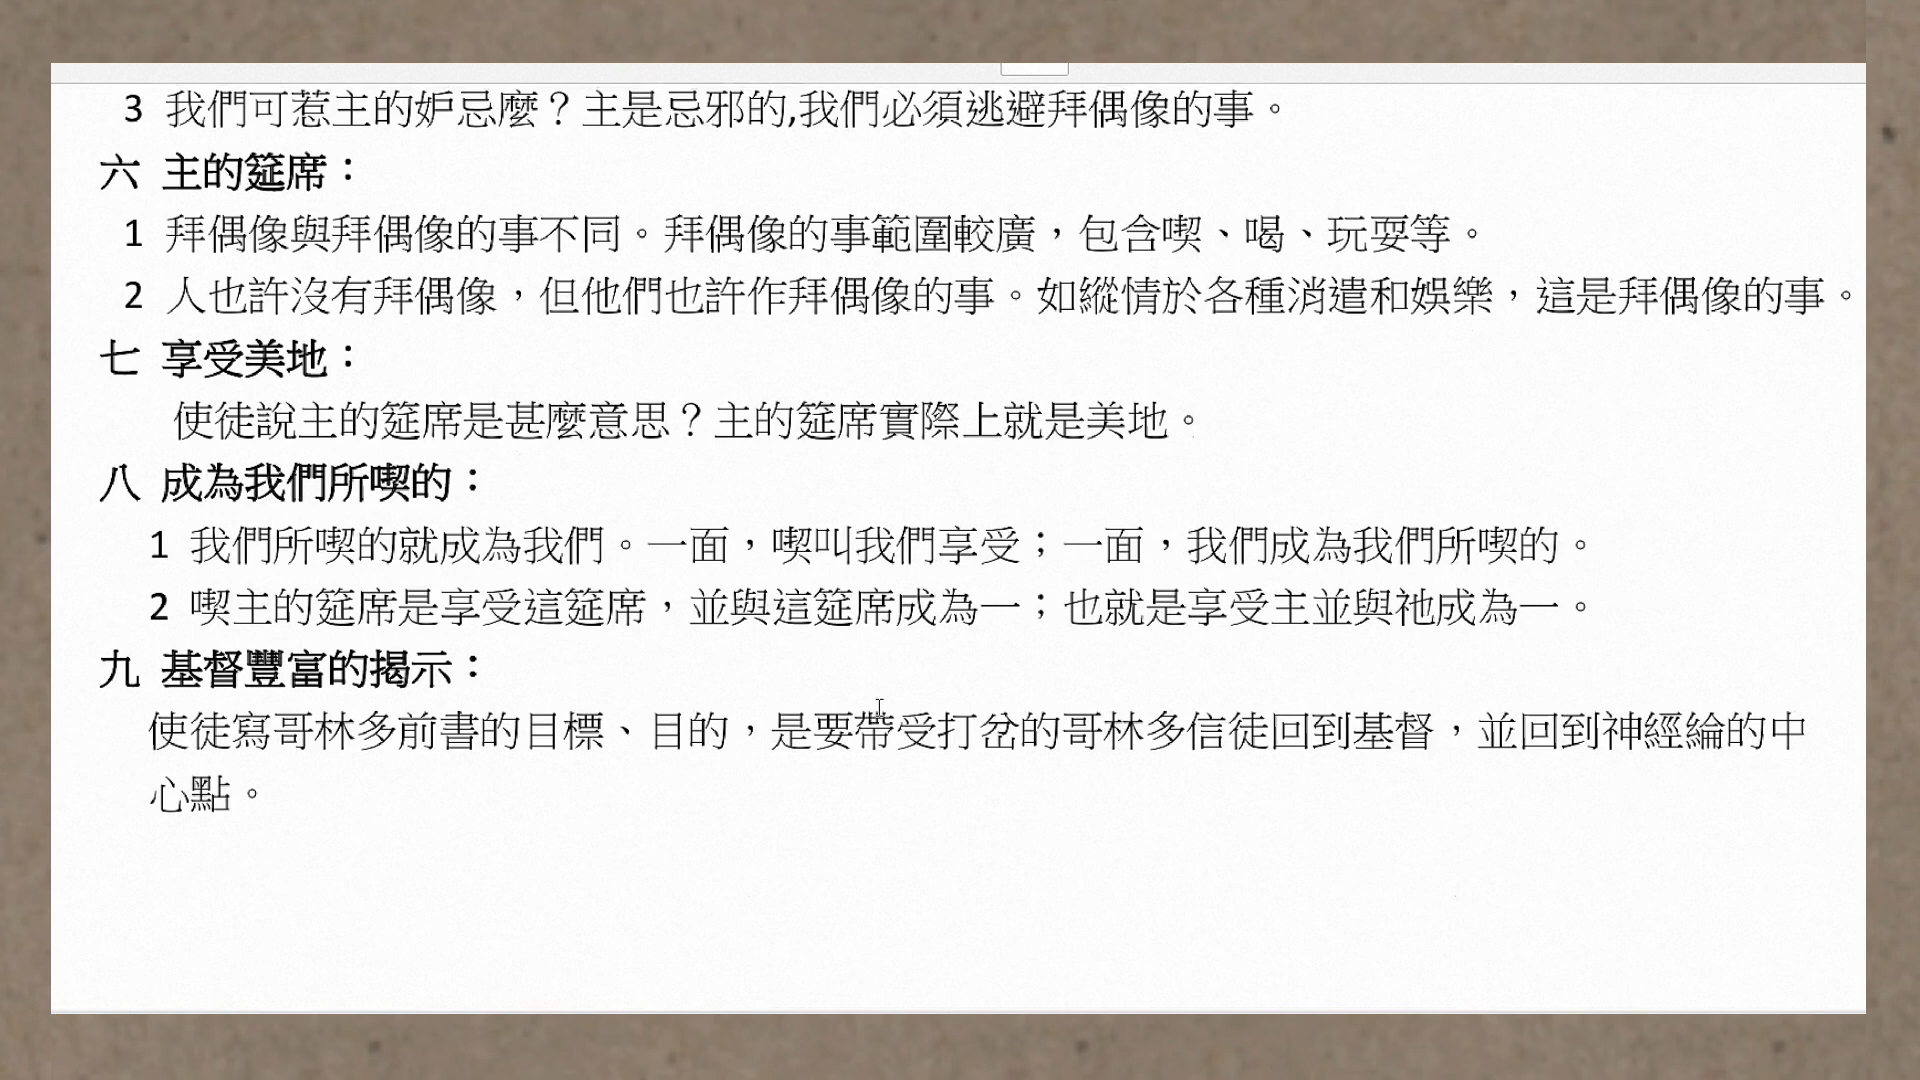 3 我們可惹主的妒忌麼？主是忌邪的,我們必須逃避拜偶像的事。
六 主的筵席：
1 拜偶像與拜偶像的事不同。拜偶像的事範圍較廣，包含喫、喝、玩耍等。
2 人也許沒有拜偶像，但他們也許作拜偶像的事。如縱情於各種消遣和娛樂，這是拜偶像的事。
七 享受美地：
使徒說主的筵席是甚麼意思？主的筵席實際上就是美地。
八 成為我們所喫的：
1 我們所喫的就成為我們。一面，喫叫我們享受；一面，我們成為我們所喫的。
2 喫主的筵席是享受這筵席，並與這筵席成為一；也就是享受主並與祂成為一。
九 基督豐富的揭示：
使徒寫哥林多前書的目標、目的，是要帶受打岔的哥林多信徒回到基督，並回到神經綸的中
心點。